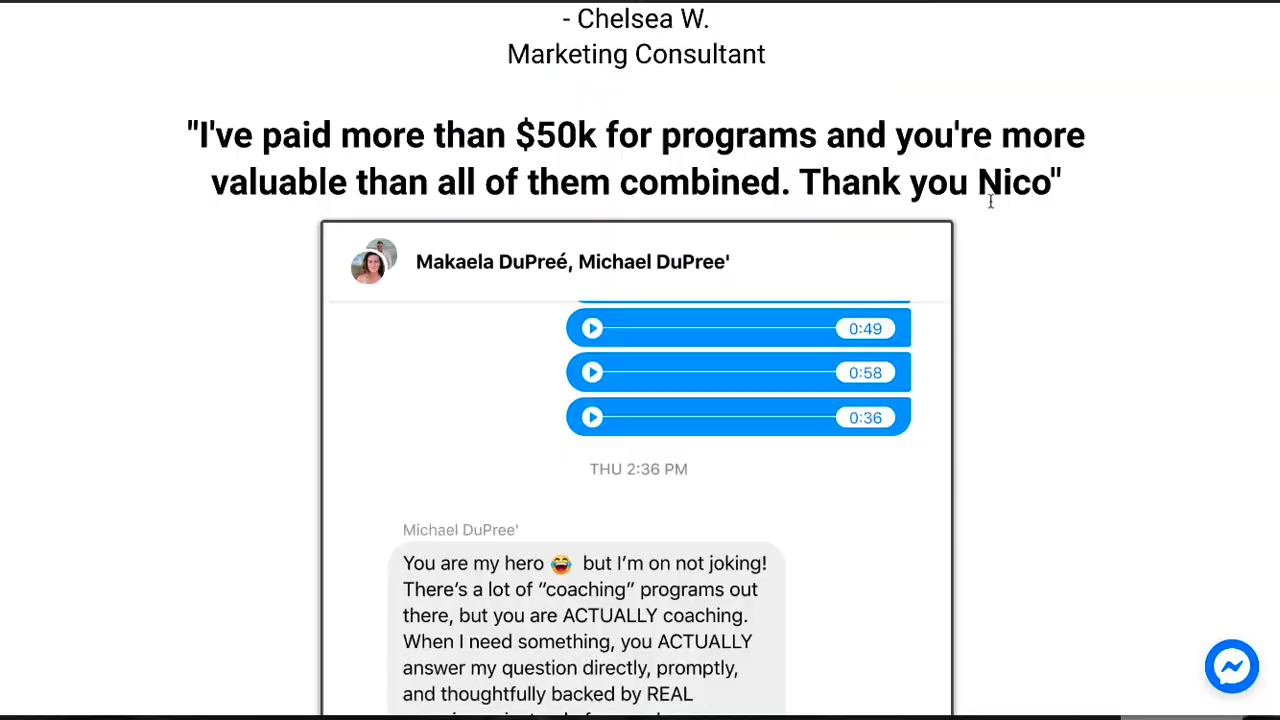 - Chelsea W.
Marketing Consultant
"I've paid more than $50k for programs and you're more
valuable than all of them combined. Thank you Nico"
Makaela DuPreé, Michael DuPree'
0:49
0:58
0:36
THU 2:36 PM
Michael DuPree'
You are my hero 😂 but I'm on not joking!
There's a lot of “coaching” programs out
there, but you are ACTUALLY coaching.
When I need something, you ACTUALLY
answer my question directly, promptly,
and thoughtfully backed by REAL